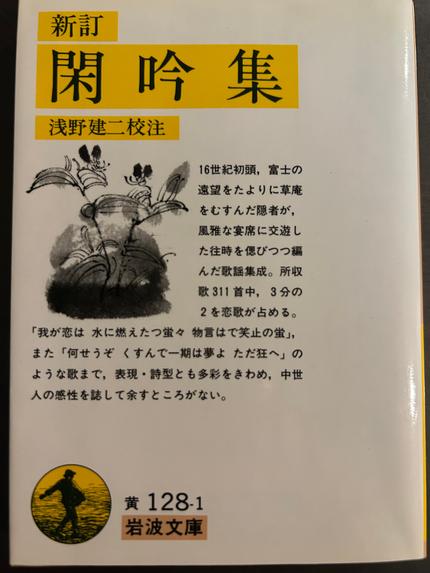 新訂
閑吟集
浅野建二校注
16世紀初頭，富士の
遠望をたよりに草庵
をむすんだ隠者が，
風雅な宴席に交遊し
た往時を偲びつつ編
んだ歌謡集成。所収
歌311首中，3分の
2を恋歌が占める。
「我が恋は 水に燃えたつ蛍々 物言はで笑止の蛍」，
また「何せうぞ くすんで一期は夢よ ただ狂へ」の
ような歌まで，表現・詩型とも多彩をきわめ，中世
人の感性を誌して余すところがない。
黄 128-1
岩波文庫